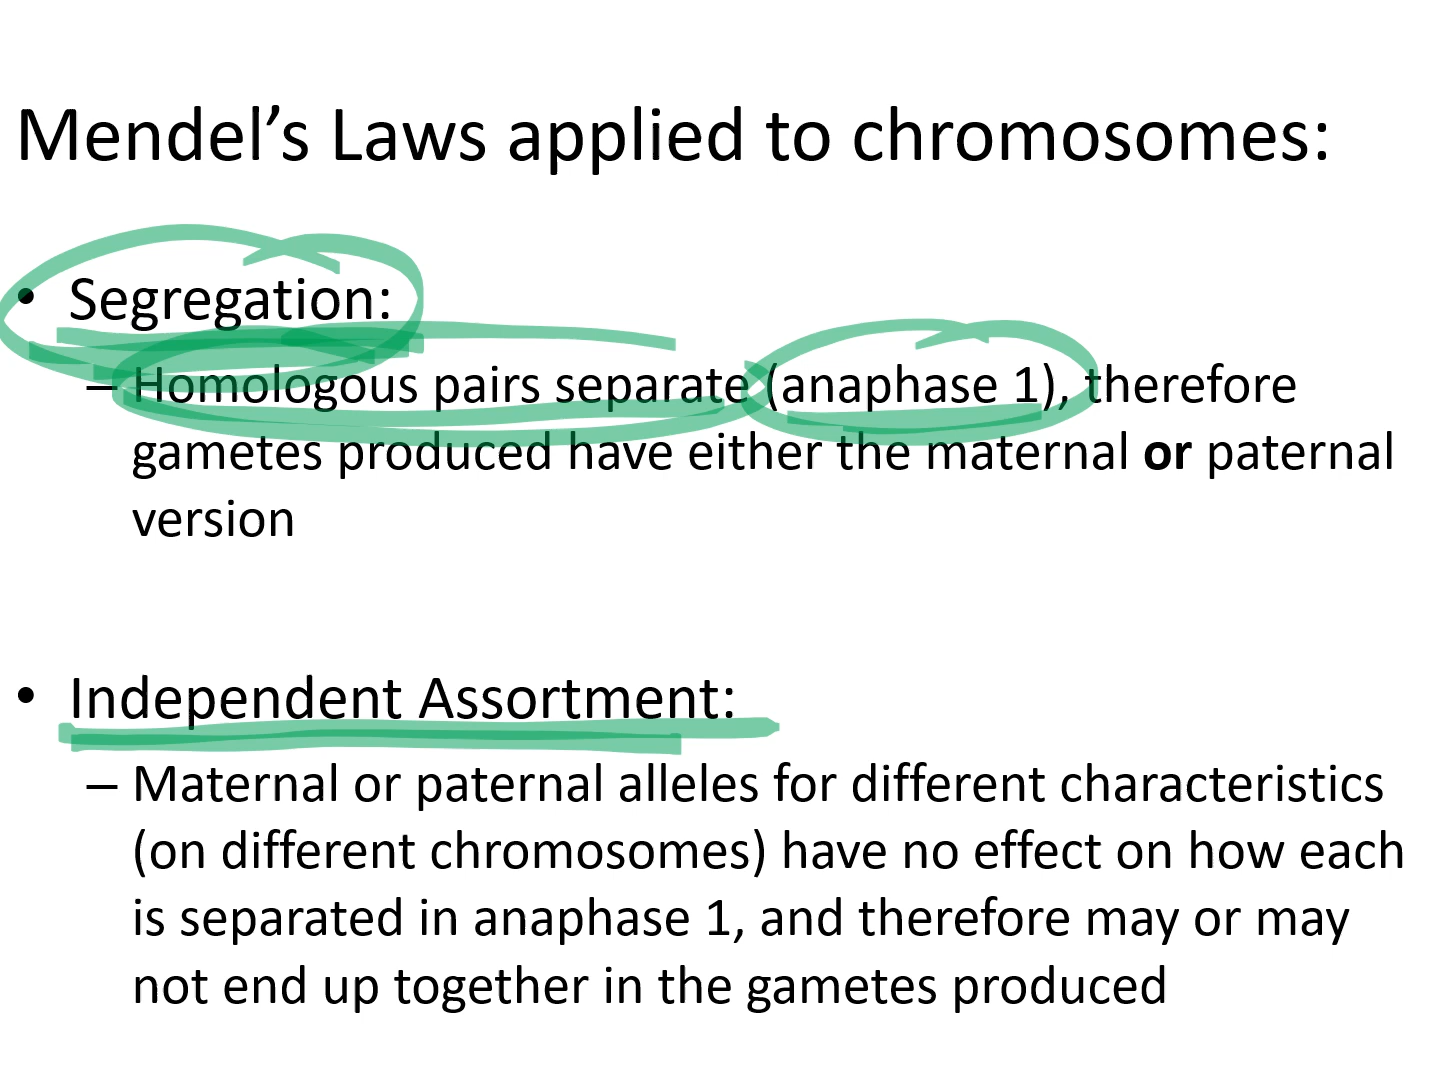 Mendel’s Laws applied to chromosomes:
• Segregation:
– Homologous pairs separate (anaphase 1), therefore
gametes produced have either the maternal or paternal
version
• Independent Assortment:
– Maternal or paternal alleles for different characteristics
(on different chromosomes) have no effect on how each
is separated in anaphase 1, and therefore may or may
not end up together in the gametes produced